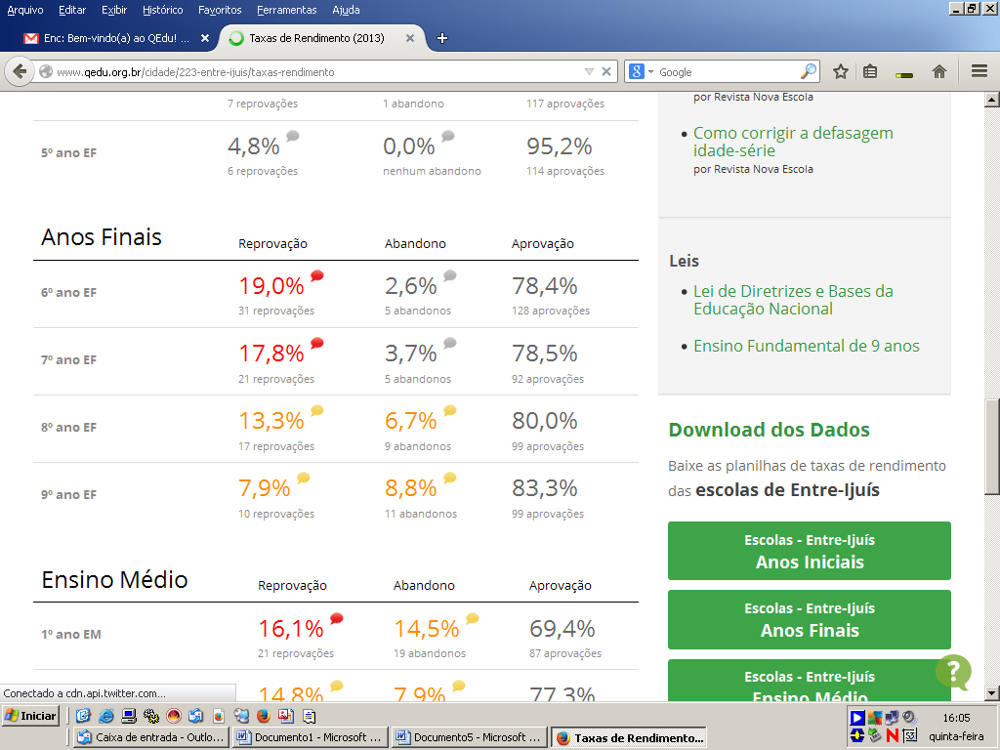 Arquivo Editar Exibir Histórico Favoritos Ferramentas Ajuda
Enc: Bem-vindo(a) ao QEdu! ... Taxas de Rendimento (2013)
www.qedu.org.br/cidade/223-entre-ijuis/taxas-rendimento Google
7 reprovações 1 abandono 117 aprovações
5º ano EF 4,8% 0,0% 95,2%
6 reprovações nenhum abandono 114 aprovações
Anos Finais Reprovação Abandono Aprovação
6º ano EF 19,0% 2,6% 78,4%
31 reprovações 5 abandonos 128 aprovações
7º ano EF 17,8% 3,7% 78,5%
21 reprovações 5 abandonos 92 aprovações
8º ano EF 13,3% 6,7% 80,0%
17 reprovações 9 abandonos 99 aprovações
9º ano EF 7,9% 8,8% 83,3%
10 reprovações 11 abandonos 99 aprovações
Ensino Médio Reprovação Abandono Aprovação
1º ano EM 16,1% 14,5% 69,4%
21 reprovações 19 abandonos 87 aprovações
14,8% 7,9% 77,3%
por Revista Nova Escola
Como corrigir a defasagem
idade-série
por Revista Nova Escola
Leis
Lei de Diretrizes e Bases da
Educação Nacional
Ensino Fundamental de 9 anos
Download dos Dados
Baixe as planilhas de taxas de rendimento
das escolas de Entre-Ijuís
Escolas - Entre-Ijuís
Anos Iniciais
Escolas - Entre-Ijuís
Anos Finais
Escolas - Entre-Ijuís
Ensino Médio
?
Conectado a cdn.api.twitter.com...
Iniciar 16:05
Caixa de entrada - Outlo... Documento1 - Microsoft ... Documento5 - Microsoft ... Taxas de Rendimento... quinta-feira